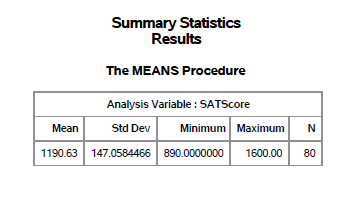 Summary Statistics
Results
The MEANS Procedure
Analysis Variable : SATScore
Mean Std Dev Minimum Maximum N
1190.63 147.0584466 890.0000000 1600.00 80